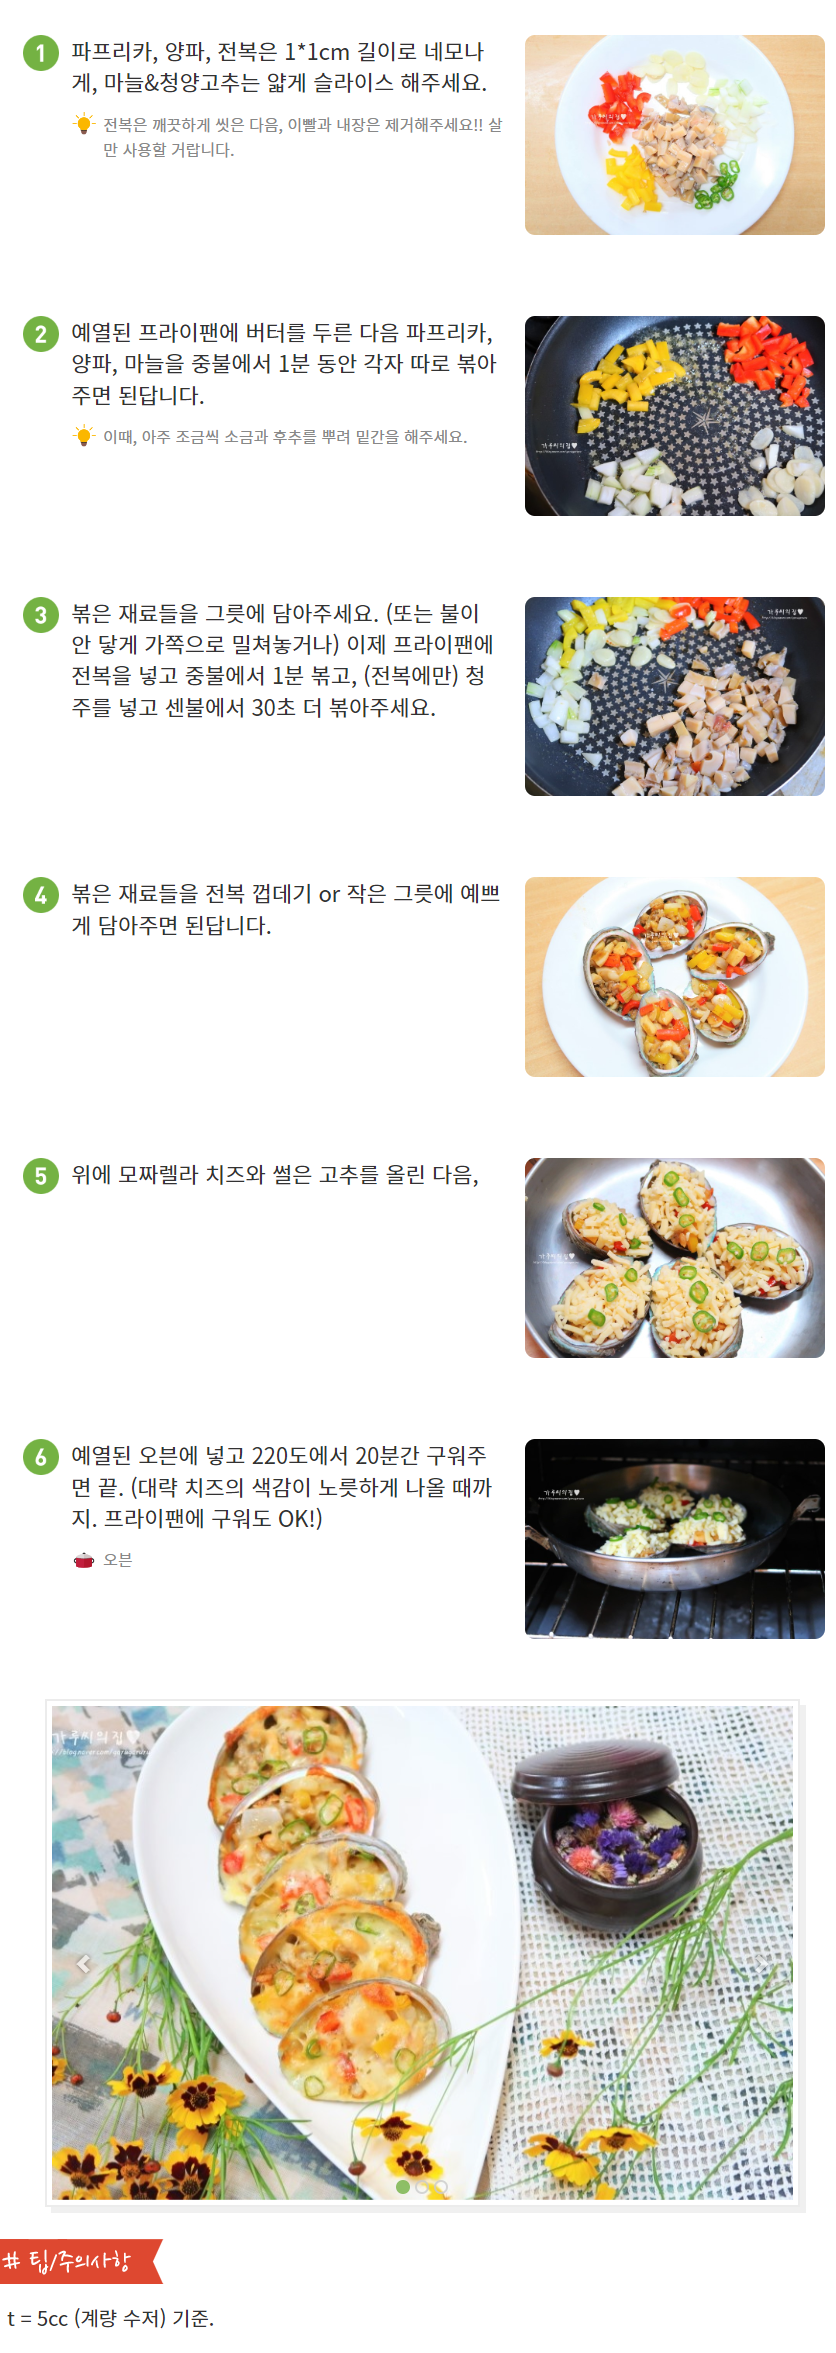 1
파프리카, 양파, 전복은 1*1cm 길이로 네모나
게, 마늘&청양고추는 얇게 슬라이스 해주세요.
전복은 깨끗하게 씻은 다음, 이빨과 내장은 제거해주세요!! 살
만 사용할 거랍니다.
2
예열된 프라이팬에 버터를 두른 다음 파프리카,
양파, 마늘을 중불에서 1분 동안 각자 따로 볶아
주면 된답니다.
이때, 아주 조금씩 소금과 후추를 뿌려 밑간을 해주세요.
3
볶은 재료들을 그릇에 담아주세요. (또는 불이
안 닿게 가쪽으로 밀쳐놓거나) 이제 프라이팬에
전복을 넣고 중불에서 1분 볶고, (전복에만) 청
주를 넣고 센불에서 30초 더 볶아주세요.
4
볶은 재료들을 전복 껍데기 or 작은 그릇에 예쁘
게 담아주면 된답니다.
5
위에 모짜렐라 치즈와 썰은 고추를 올린 다음,
6
예열된 오븐에 넣고 220도에서 20분간 구워주
면 끝. (대략 치즈의 색감이 노릇하게 나올 때까
지. 프라이팬에 구워도 OK!)
오븐
가루씨의집♥
# 팁/주의사항
t = 5cc (계량 수저) 기준.